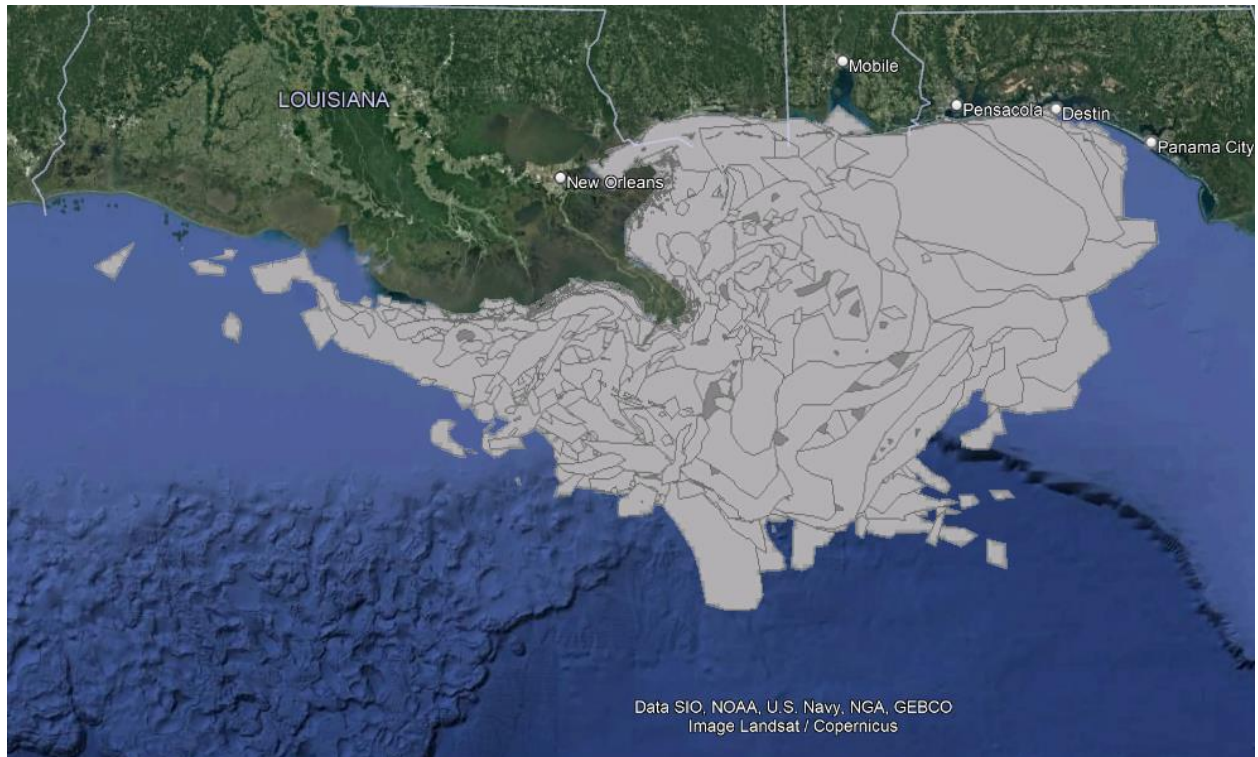 Mobile
LOUISIANA
Pensacola
Destin
Panama City
New Orleans
Data SIO, NOAA, U.S. Navy, NGA, GEBCO
Image Landsat / Copernicus